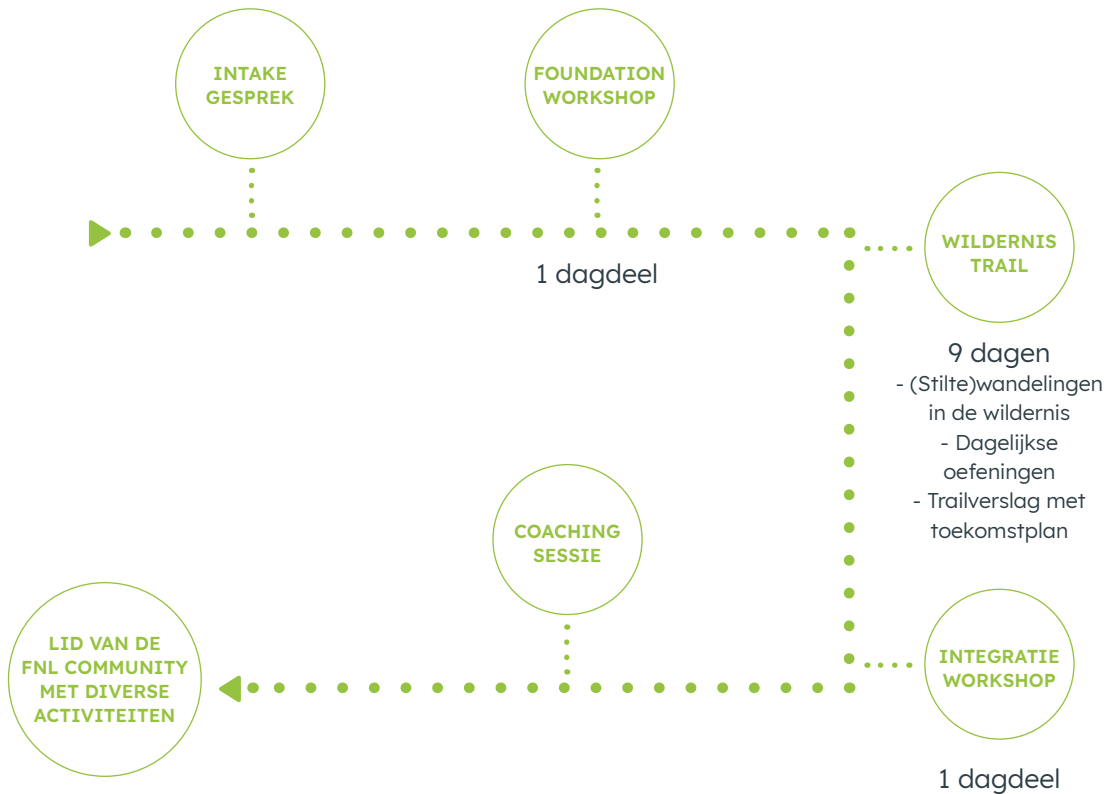 INTAKE
GESPREK
FOUNDATION
WORKSHOP
1 dagdeel
WILDERNIS
TRAIL
9 dagen
- (Stilte)wandelingen
in de wildernis
- Dagelijkse
oefeningen
- Trailverslag met
toekomstplan
INTEGRATIE
WORKSHOP
1 dagdeel
COACHING
SESSIE
LID VAN DE
FNL COMMUNITY
MET DIVERSE
ACTIVITEITEN